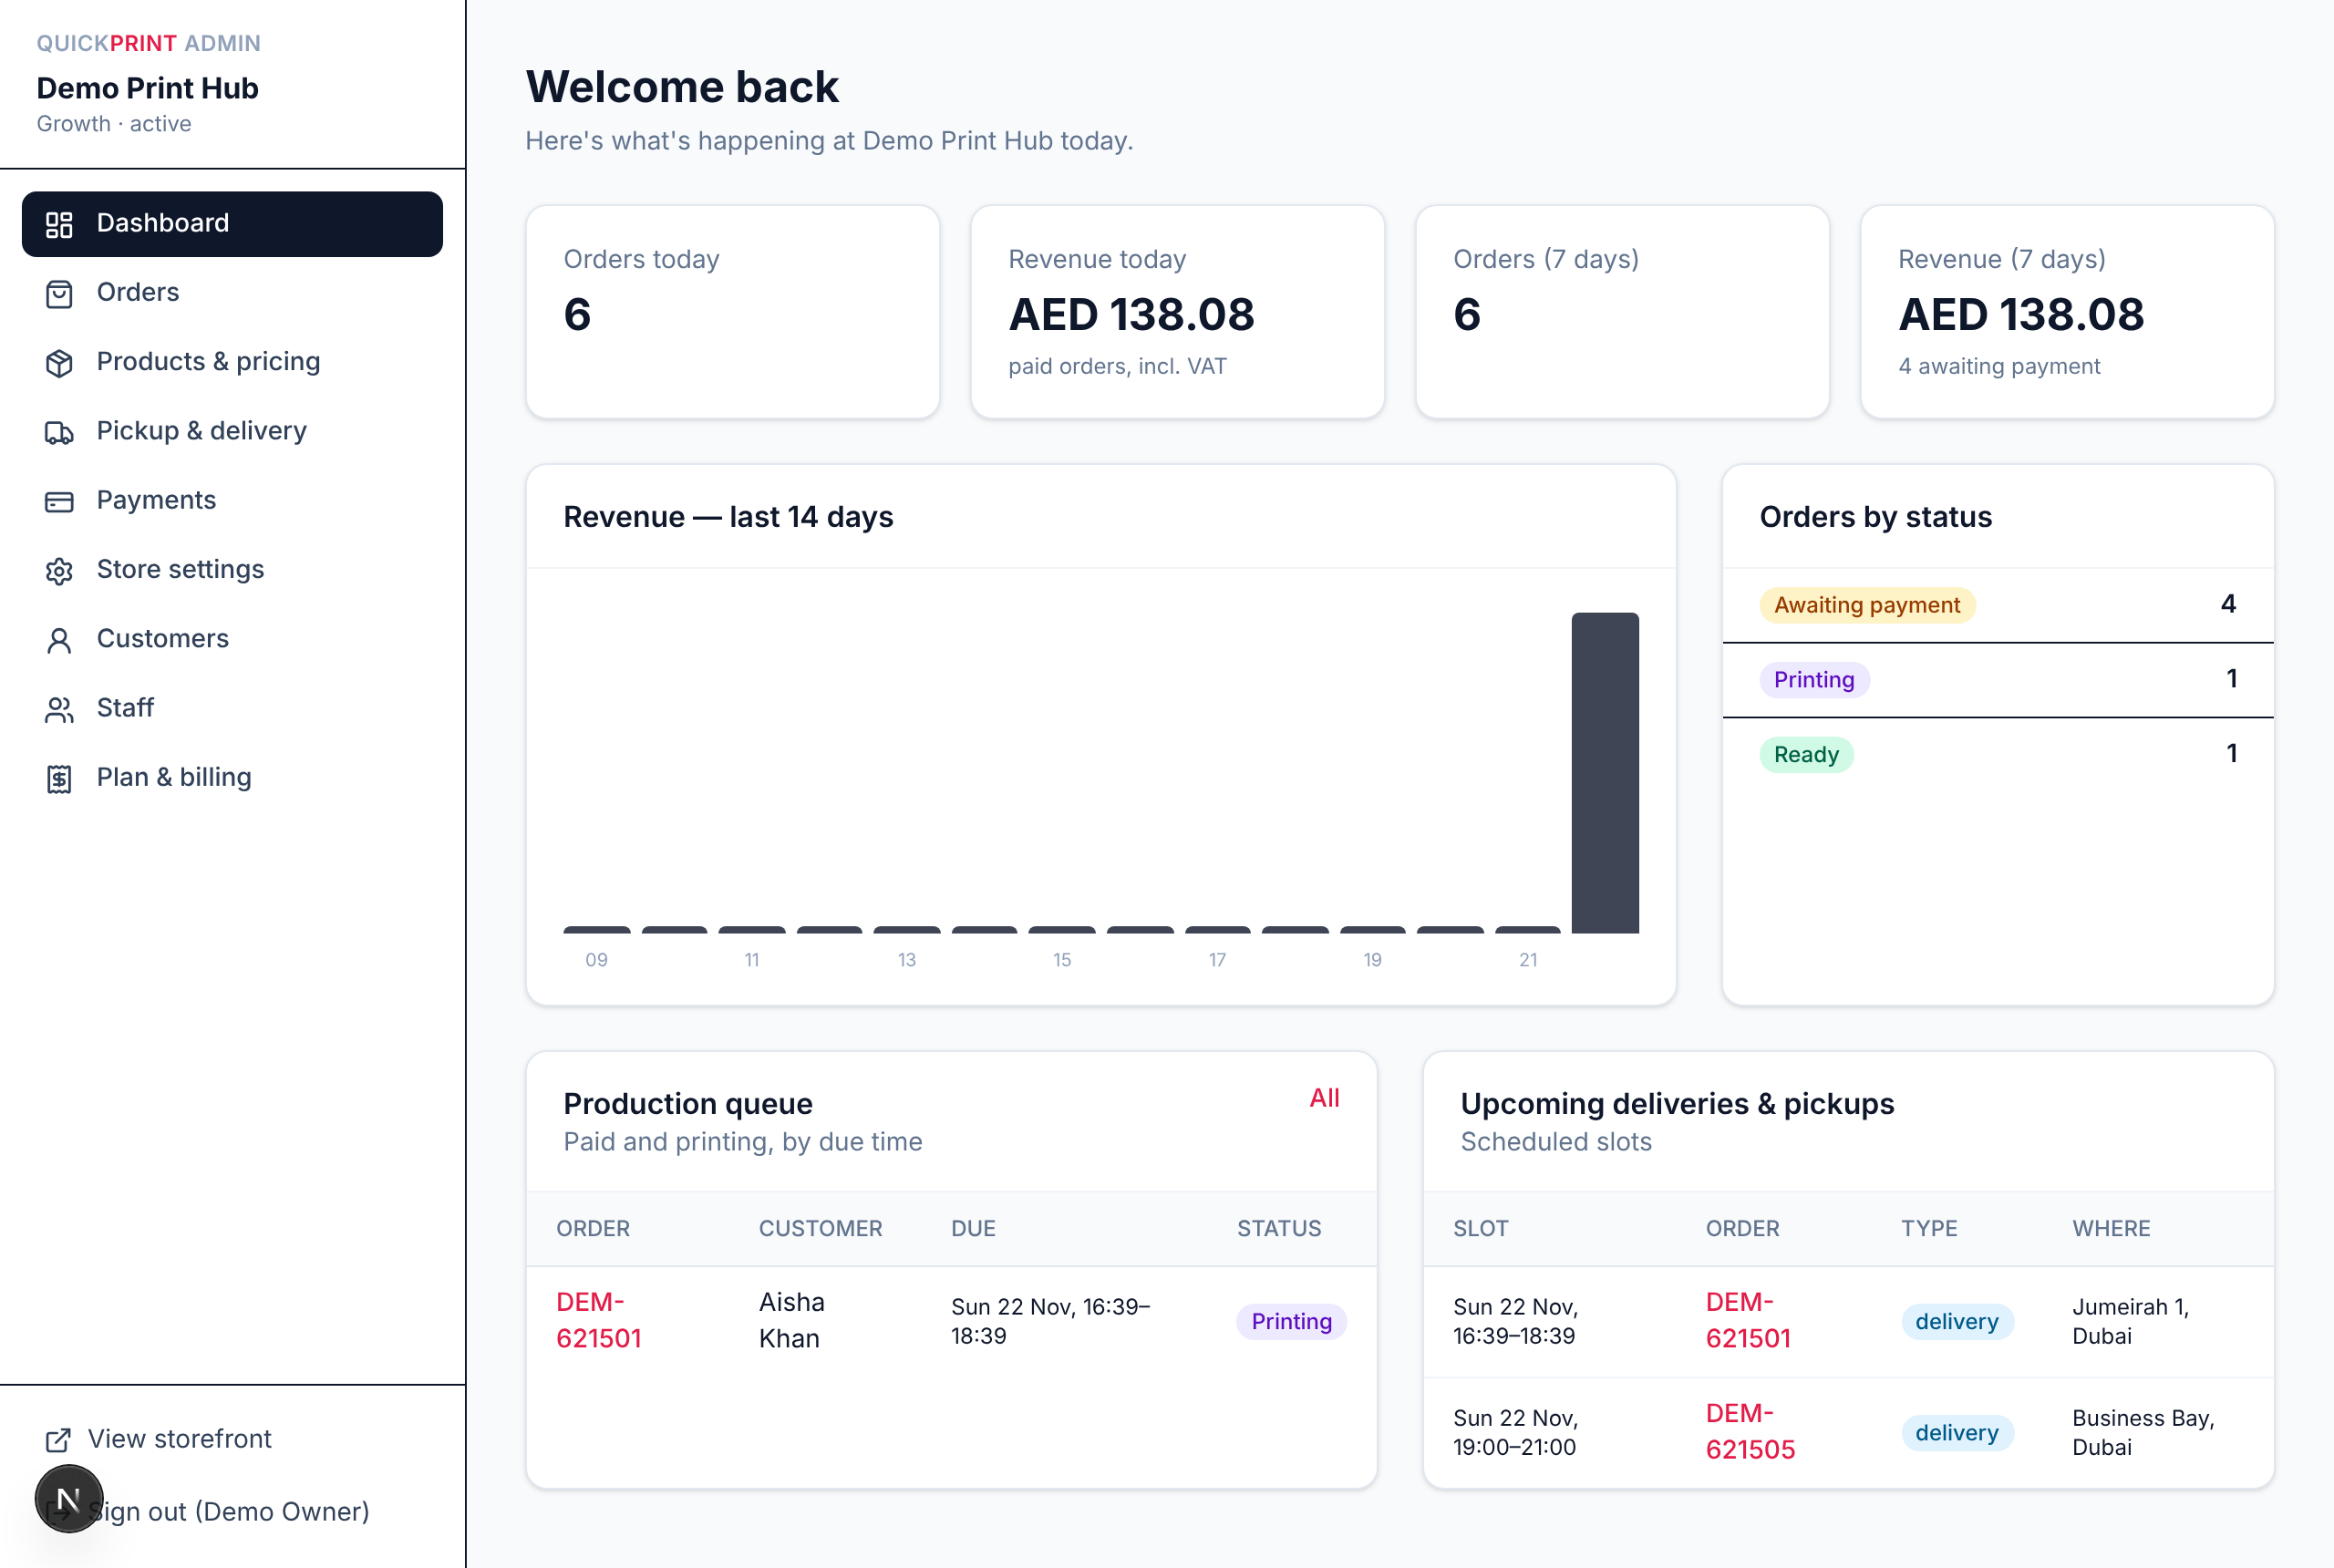 QUICKPRINT ADMIN
Demo Print Hub
Growth · active
Dashboard
Orders
Products & pricing
Pickup & delivery
Payments
Store settings
Customers
Staff
Plan & billing
View storefront
N
Sign out (Demo Owner)
Welcome back
Here's what's happening at Demo Print Hub today.
Orders today
6
Revenue today
AED 138.08
paid orders, incl. VAT
Orders (7 days)
6
Revenue (7 days)
AED 138.08
4 awaiting payment
Revenue — last 14 days
09 11 13 15 17 19 21
Orders by status
Awaiting payment 4
Printing 1
Ready 1
Production queue
All
Paid and printing, by due time
ORDER CUSTOMER DUE STATUS
DEM-
621501
Aisha
Khan
Sun 22 Nov, 16:39–
18:39
Printing
Upcoming deliveries & pickups
Scheduled slots
SLOT ORDER TYPE WHERE
Sun 22 Nov,
16:39–18:39
DEM-
621501
delivery
Jumeirah 1,
Dubai
Sun 22 Nov,
19:00–21:00
DEM-
621505
delivery
Business Bay,
Dubai